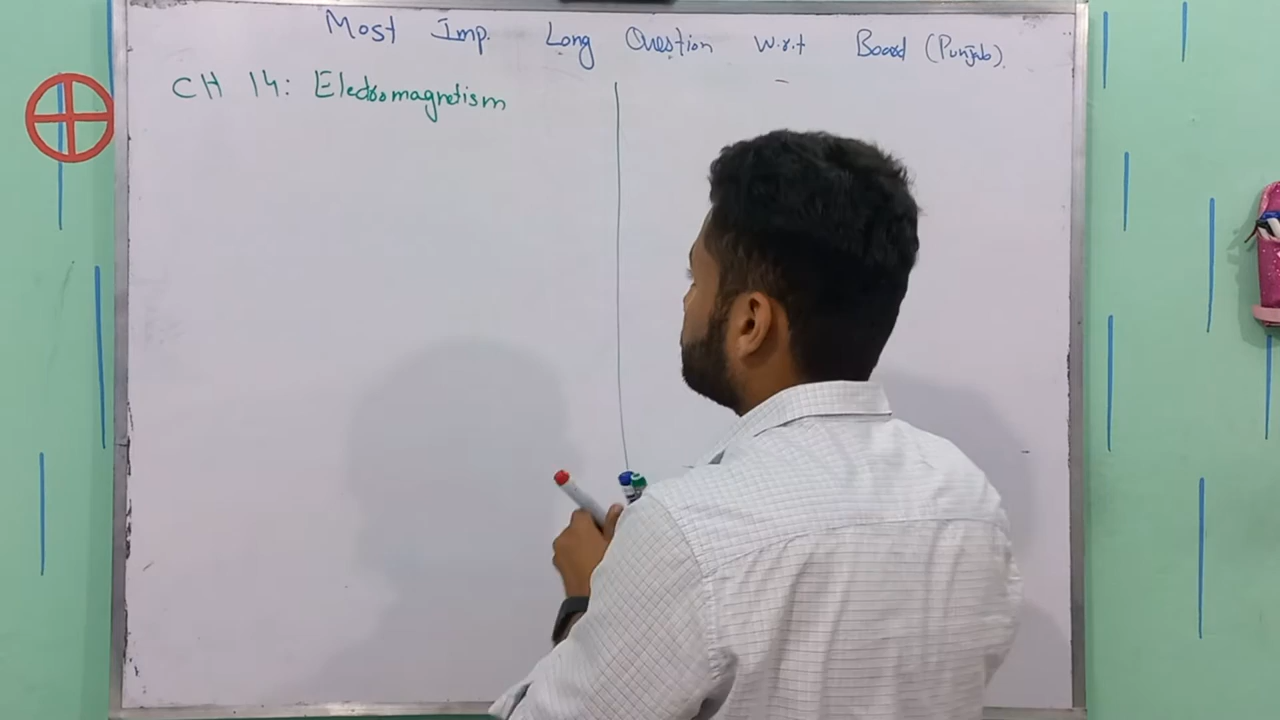 Most Imp. Long Question w.r.t Board (Punjab).
CH 14: Electromagnetism